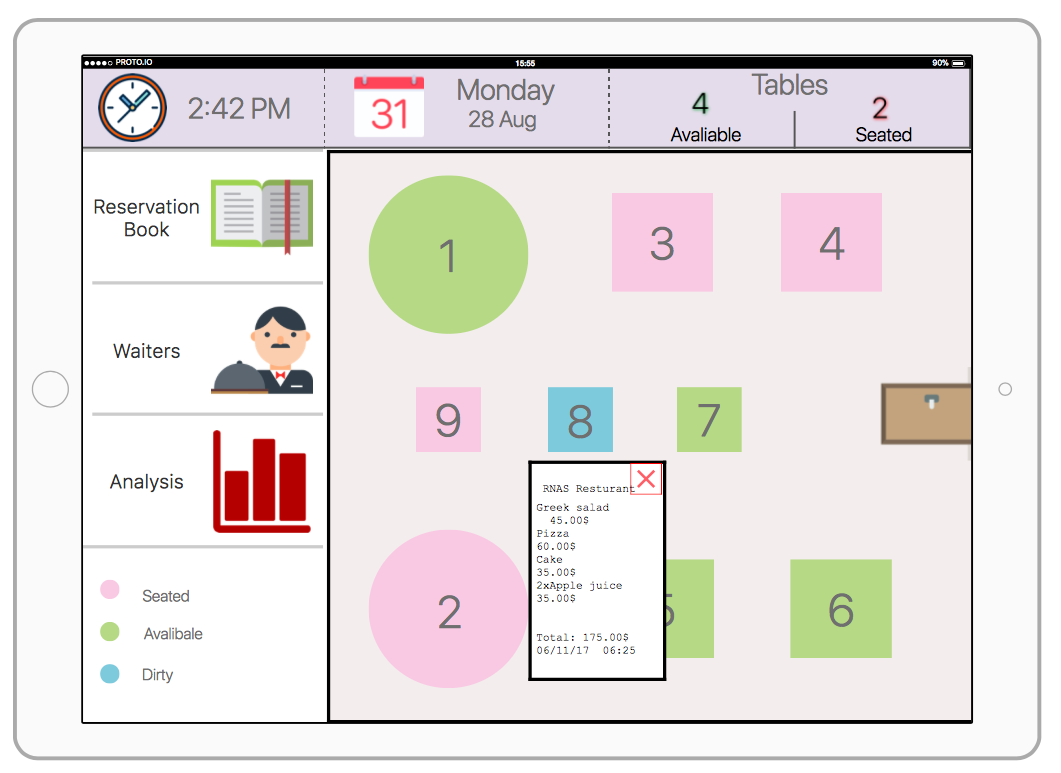 PROTO.IO
15:55
90%
2:42 PM
31
Monday
28 Aug
Tables
4
Avaliable
2
Seated
Reservation
Book
Waiters
Analysis
Seated
Avalibale
Dirty
1
3
4
9
8
7
2
5
6
RNAS Resturant
Greek salad
45.00$
Pizza
60.00$
Cake
35.00$
2xApple juice
35.00$
Total: 175.00$
06/11/17 06:25